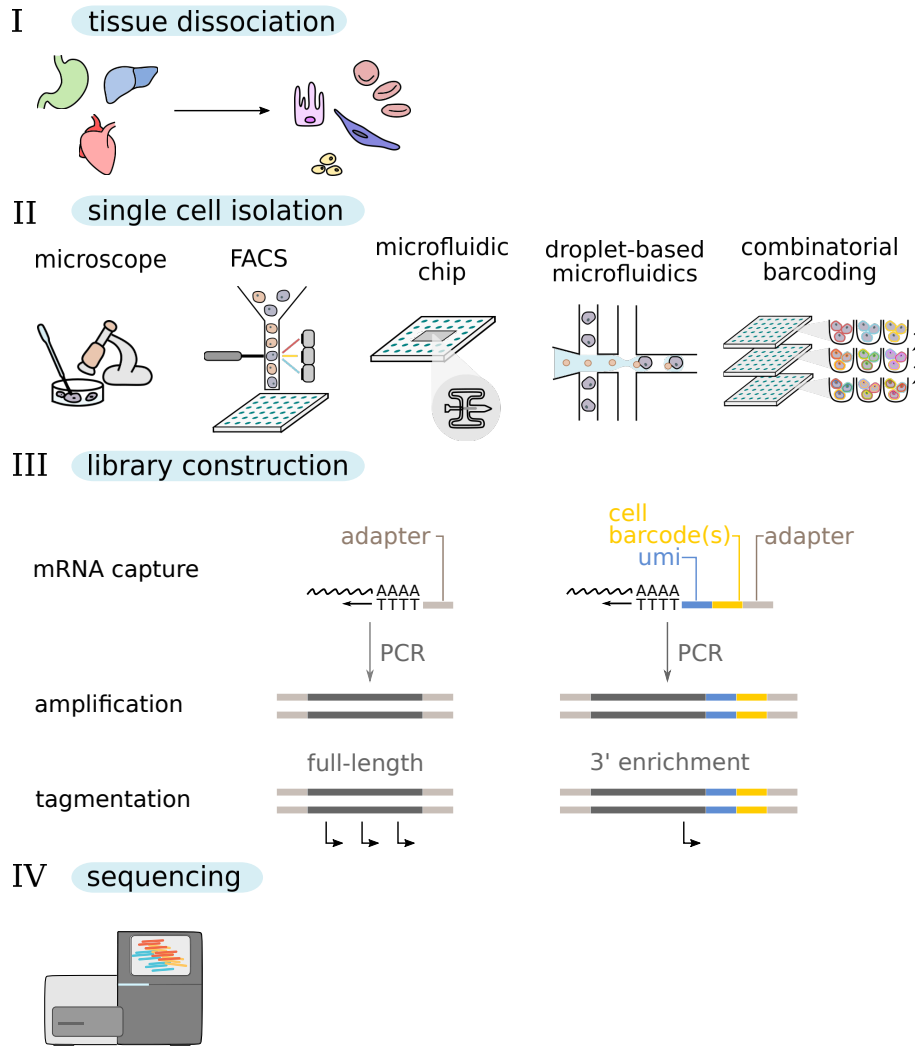 I tissue dissociation
II single cell isolation
microscope
FACS
microfluidic
chip
droplet-based
microfluidics
combinatorial
barcoding
III library construction
mRNA capture
adapter
AAAA
TTTT
cell
barcode(s)
umi
adapter
AAAA
TTTT
PCR
PCR
amplification
full-length
3' enrichment
tagmentation
IV sequencing